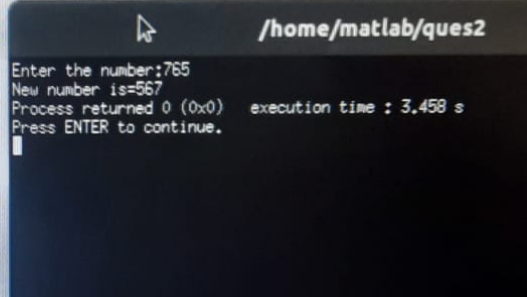 /home/matlab/ques2
Enter the number:765
New number is=567
Process returned 0 (0x0)   execution time : 3.458 s
Press ENTER to continue.